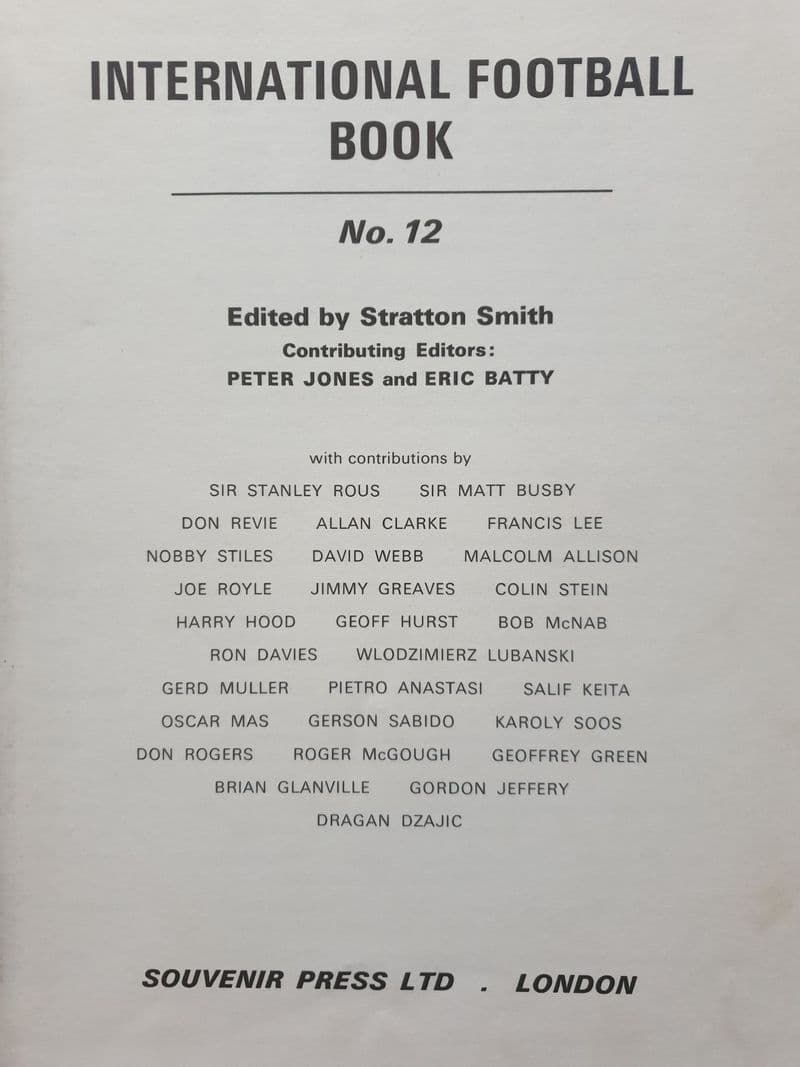 INTERNATIONAL FOOTBALL
BOOK
No. 12
Edited by Stratton Smith
Contributing Editors:
PETER JONES and ERIC BATTY
with contributions by
SIR STANLEY ROUS SIR MATT BUSBY
DON REVIE ALLAN CLARKE FRANCIS LEE
NOBBY STILES DAVID WEBB MALCOLM ALLISON
JOE ROYLE JIMMY GREAVES COLIN STEIN
HARRY HOOD GEOFF HURST BOB McNAB
RON DAVIES WLODZIMIERZ LUBANSKI
GERD MULLER PIETRO ANASTASI SALIF KEITA
OSCAR MAS GERSON SABIDO KAROLY SOOS
DON ROGERS ROGER McGOUGH GEOFFREY GREEN
BRIAN GLANVILLE GORDON JEFFERY
DRAGAN DZAJIC
SOUVENIR PRESS LTD . LONDON